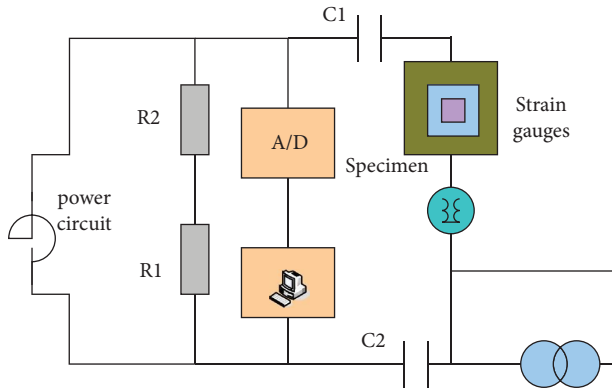 C1
R2
A/D
Strain
gauges
Specimen
power
circuit
R1
C2